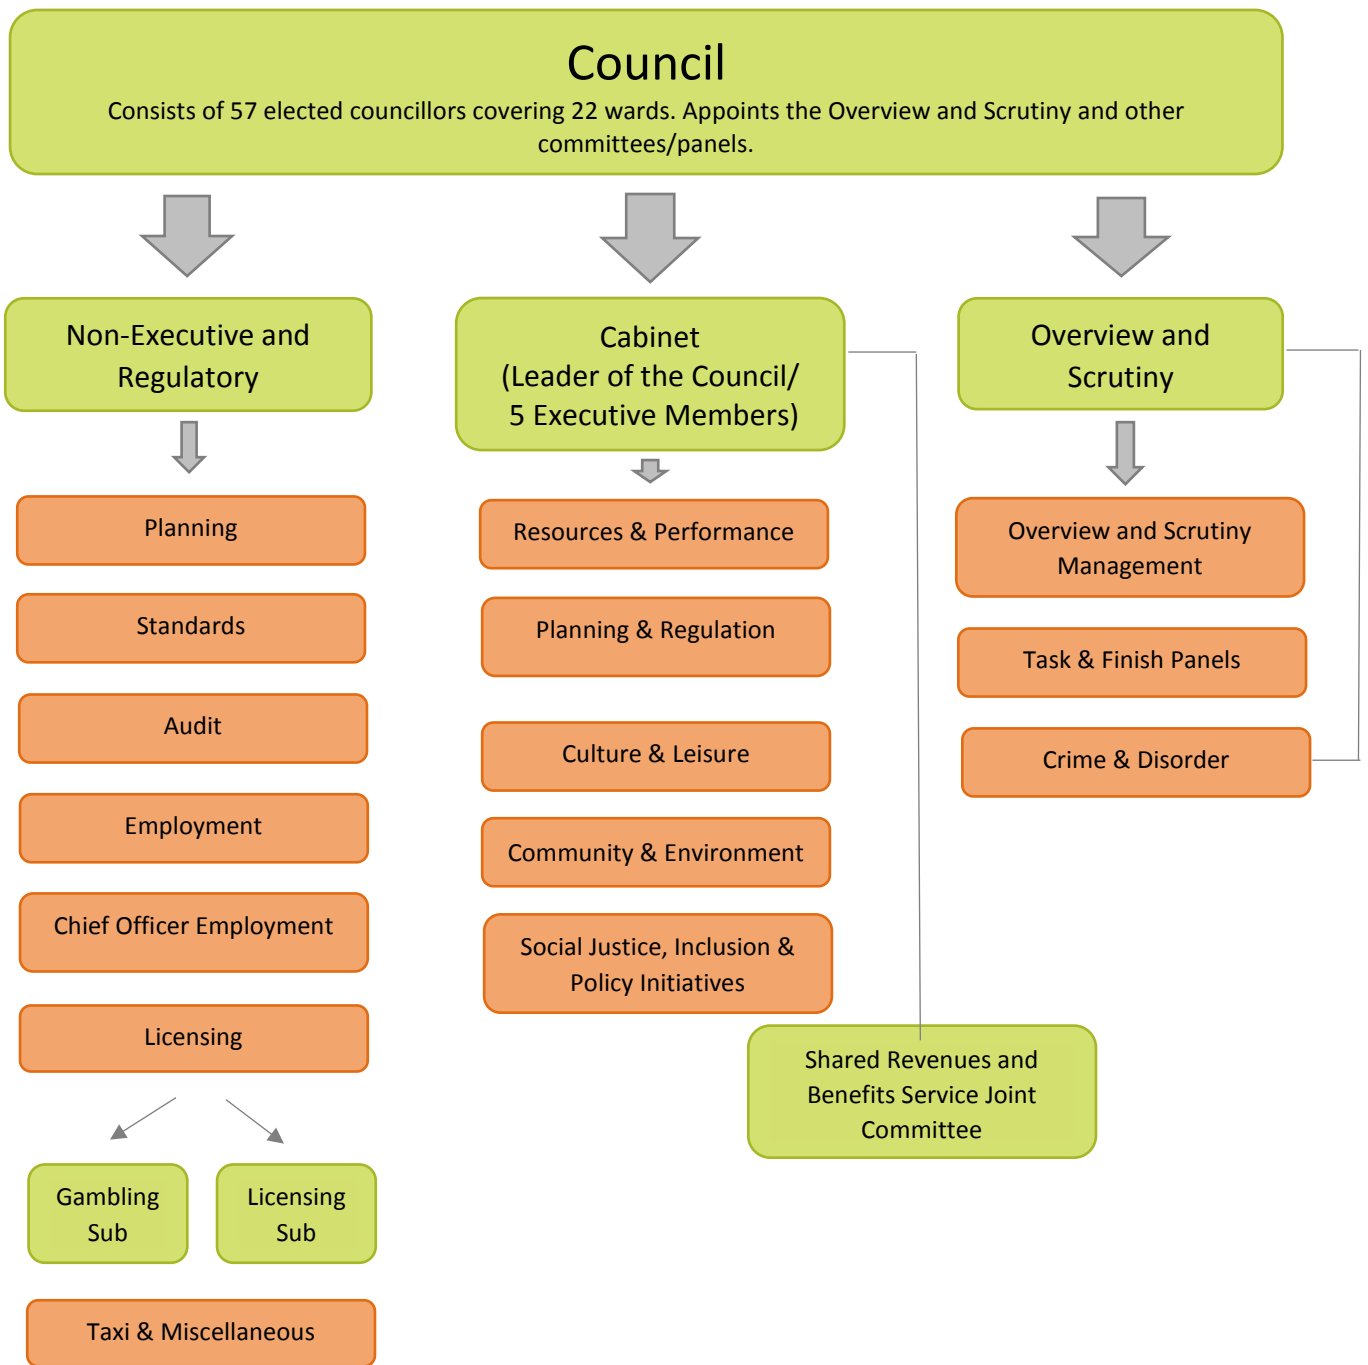 Council
Consists of 57 elected councillors covering 22 wards. Appoints the Overview and Scrutiny and other
committees/panels.
Non-Executive and
Regulatory
Planning
Standards
Audit
Employment
Chief Officer Employment
Licensing
Gambling
Sub
Licensing
Sub
Taxi & Miscellaneous
Cabinet
(Leader of the Council/
5 Executive Members)
Resources & Performance
Planning & Regulation
Culture & Leisure
Community & Environment
Social Justice, Inclusion &
Policy Initiatives
Shared Revenues and
Benefits Service Joint
Committee
Overview and
Scrutiny
Overview and Scrutiny
Management
Task & Finish Panels
Crime & Disorder